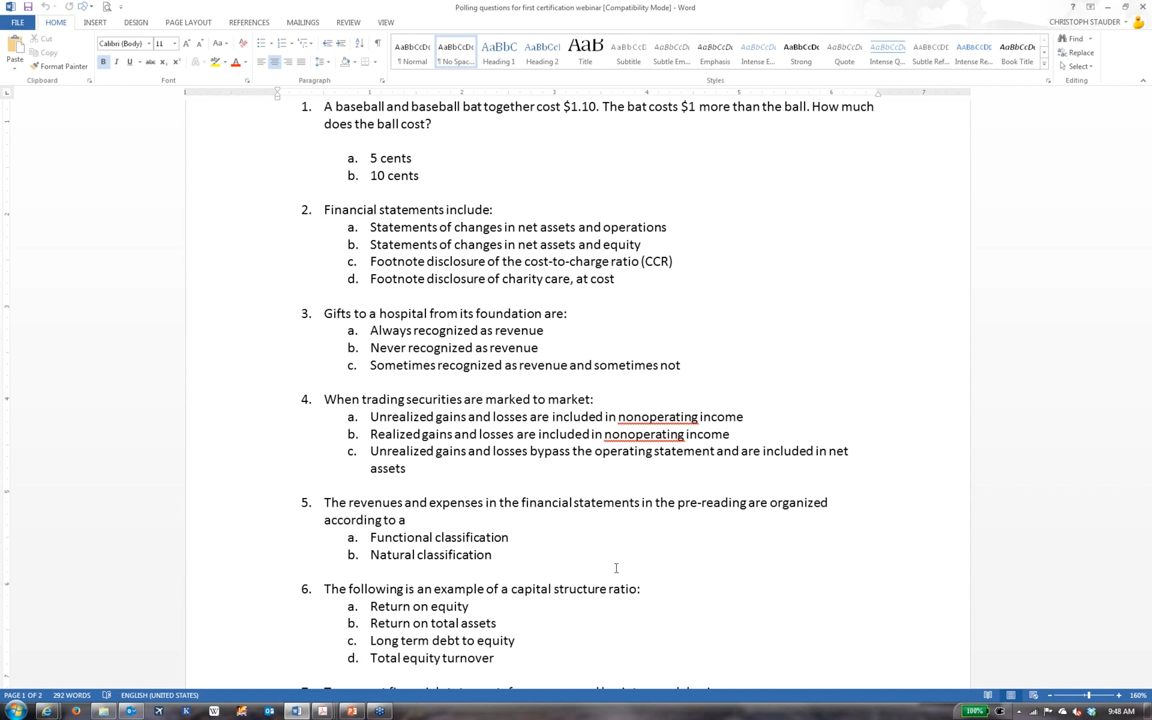 Polling questions for first certification webinar [Compatibility Mode] - Word
FILE HOME INSERT DESIGN PAGE LAYOUT REFERENCES MAILINGS REVIEW VIEW CHRISTOPH STAUDER
Cut
Copy
Format Painter
Paste
Calibri (Body) 11
AaBbCcDc AaBbCcDc AaBbC AaBbCcI AaB AaBbCcD AaBbCcDc AaBbCcDc AaBbCcDc AaBbCcDc AaBbCcDc AaBbCcDc AaBbCcDc AaBbCcDc AaBbCcDc
¶ Normal ¶ No Spac... Heading 1 Heading 2 Title Subtitle Subtle Em... Emphasis Intense E... Strong Quote Intense Q... Subtle Ref... Intense Re... Book Title
Find
Replace
Select
Clipboard Font Paragraph Styles Editing
1. A baseball and baseball bat together cost $1.10. The bat costs $1 more than the ball. How much
does the ball cost?
a. 5 cents
b. 10 cents
2. Financial statements include:
a. Statements of changes in net assets and operations
b. Statements of changes in net assets and equity
c. Footnote disclosure of the cost-to-charge ratio (CCR)
d. Footnote disclosure of charity care, at cost
3. Gifts to a hospital from its foundation are:
a. Always recognized as revenue
b. Never recognized as revenue
c. Sometimes recognized as revenue and sometimes not
4. When trading securities are marked to market:
a. Unrealized gains and losses are included in nonoperating income
b. Realized gains and losses are included in nonoperating income
c. Unrealized gains and losses bypass the operating statement and are included in net
assets
5. The revenues and expenses in the financial statements in the pre-reading are organized
according to a
a. Functional classification
b. Natural classification
6. The following is an example of a capital structure ratio:
a. Return on equity
b. Return on total assets
c. Long term debt to equity
d. Total equity turnover
PAGE 1 OF 2 292 WORDS ENGLISH (UNITED STATES) 160%
100% 9:48 AM